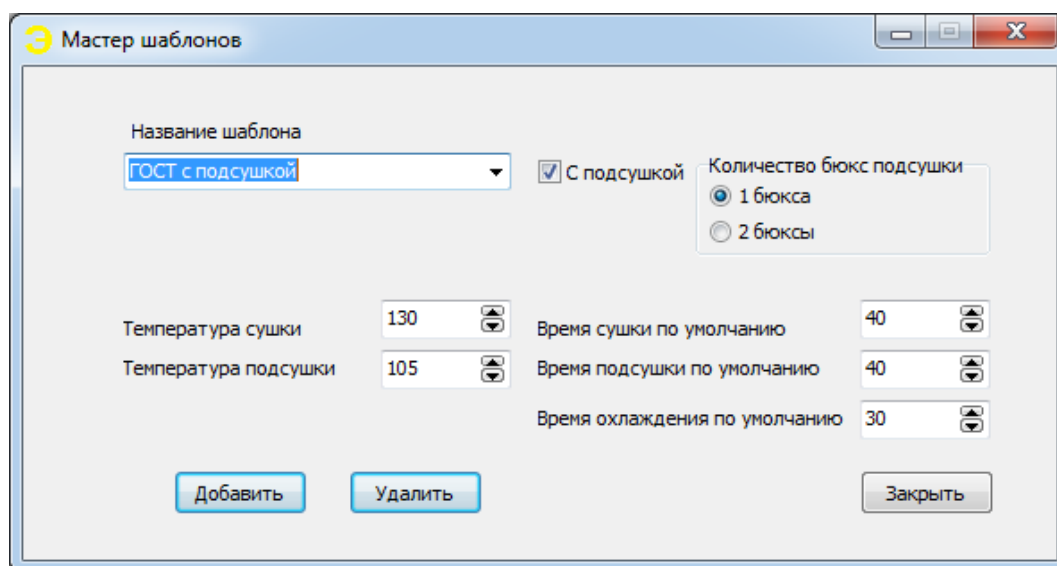 Э Мастер шаблонов
Название шаблона
ГОСТ с подсушкой
С подсушкой
Количество бюкс подсушки
1 бюкса
2 бюксы
Температура сушки 130
Температура подсушки 105
Время сушки по умолчанию 40
Время подсушки по умолчанию 40
Время охлаждения по умолчанию 30
Добавить
Удалить
Закрыть